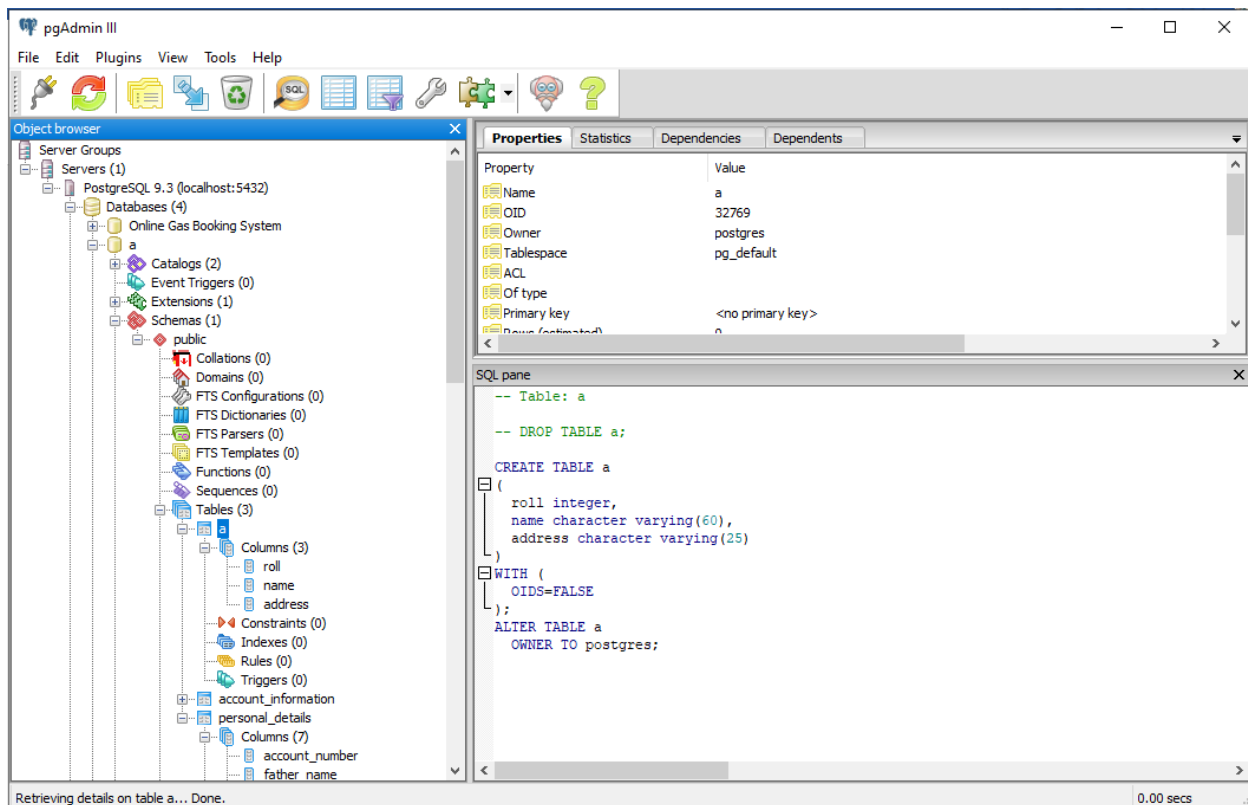 pgAdmin III
File Edit Plugins View Tools Help
SQL
Object browser
Server Groups
Servers (1)
PostgreSQL 9.3 (localhost:5432)
Databases (4)
Online Gas Booking System
a
Catalogs (2)
Event Triggers (0)
Extensions (1)
Schemas (1)
public
Collations (0)
Domains (0)
FTS Configurations (0)
FTS Dictionaries (0)
FTS Parsers (0)
FTS Templates (0)
Functions (0)
Sequences (0)
Tables (3)
a
Columns (3)
roll
name
address
Constraints (0)
Indexes (0)
Rules (0)
Triggers (0)
account_information
personal_details
Columns (7)
account_number
father_name
Properties Statistics Dependencies Dependents
Property Value
Name a
OID 32769
Owner postgres
Tablespace pg_default
ACL
Of type
Primary key <no primary key>
Rows (estimated) 0
SQL pane
-- Table: a
-- DROP TABLE a;
CREATE TABLE a
(
roll integer,
name character varying(60),
address character varying(25)
)
WITH (
OIDS=FALSE
);
ALTER TABLE a
OWNER TO postgres;
Retrieving details on table a... Done. 0.00 secs